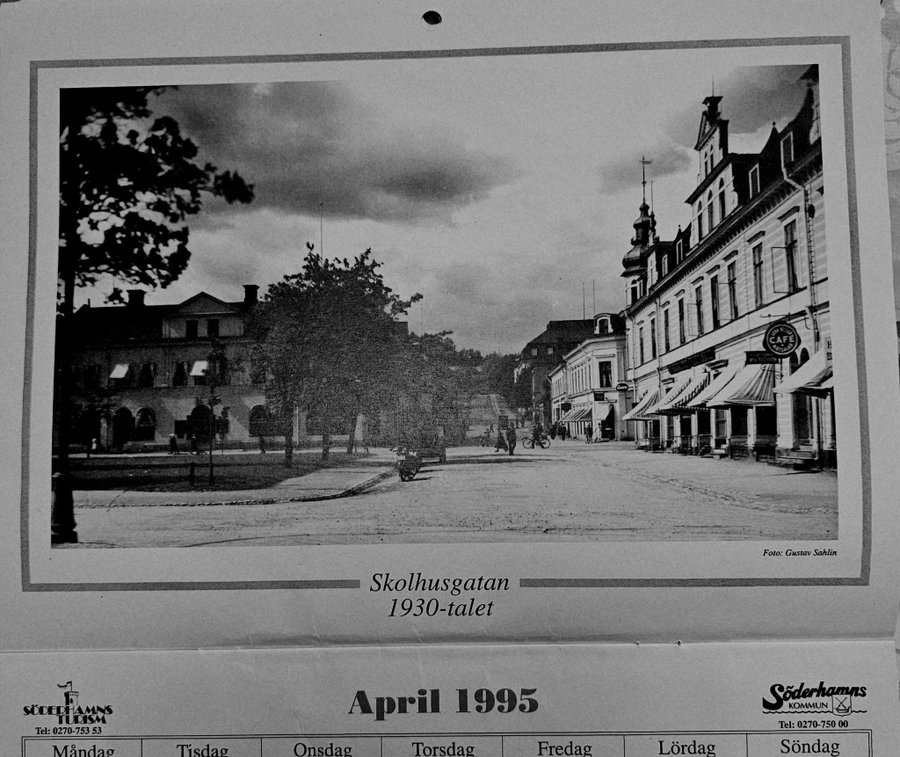 CAFÉ
Foto: Gustav Sahlin
Skolhusgatan
1930-talet
April 1995
SÖDERHAMNS
TURISM
Tel: 0270-753 53
Söderhamns
KOMMUN
Tel: 0270-750 00
Måndag Tisdag Onsdag Torsdag Fredag Lördag Söndag